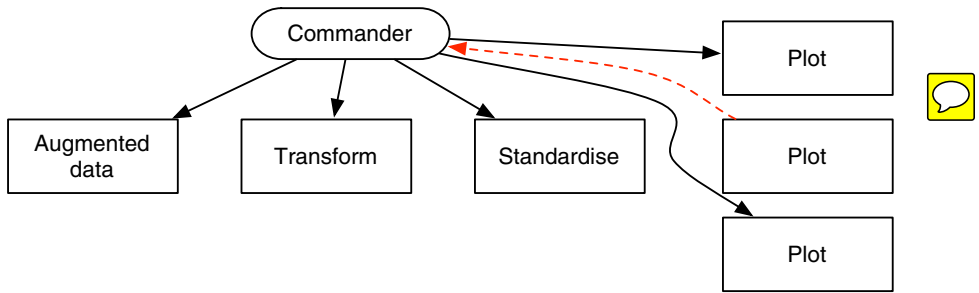 Commander
Plot
Augmented
data
Transform
Standardise
Plot
Plot